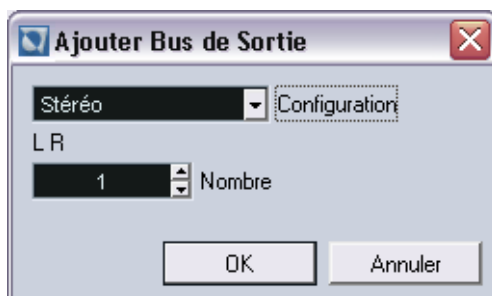 Ajouter Bus de Sortie
Stéréo Configuration
L R
1 Nombre
OK Annuler